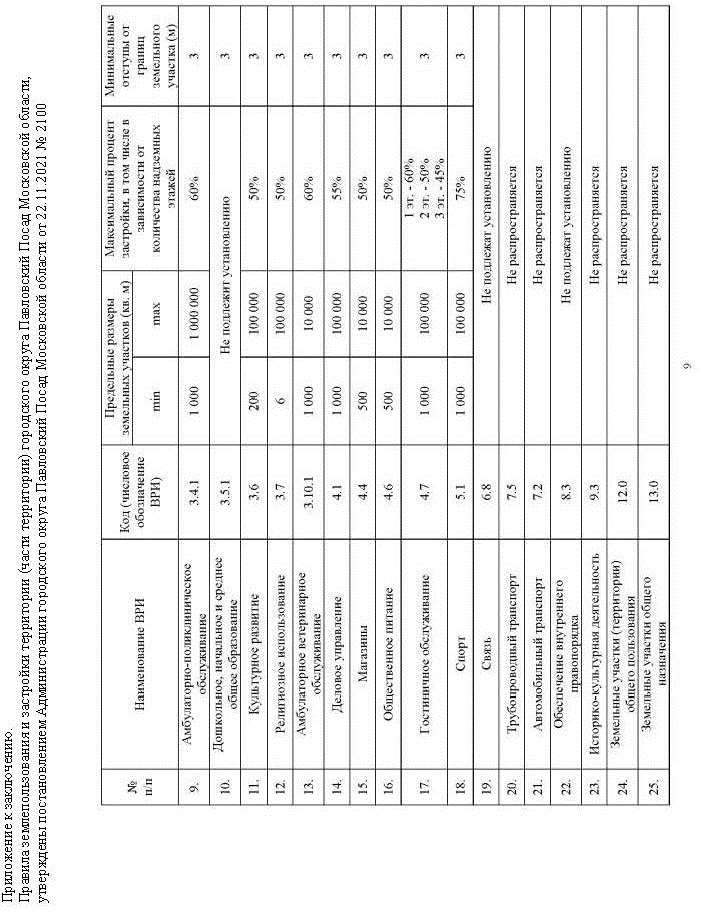 Приложение к заключению.
Правила землепользования и застройки территории (части территории) городского округа Павловский Посад Московской области,
утверждены постановлением Администрации городского округа Павловский Посад Московской области от 22.11.2021 № 2100
№ п/п
Наименование ВРИ
Код (числовое обозначение ВРИ)
Предельные размеры земельных участков (кв. м)
min
max
Максимальный процент застройки, в том числе в зависимости от количества надземных этажей
Минимальные отступы от границ земельного участка (м)
9. Амбулаторно-поликлиническое обслуживание 3.4.1 1 000 1 000 000 60% 3
10. Дошкольное, начальное и среднее общее образование 3.5.1 Не подлежит установлению 3
11. Культурное развитие 3.6 200 100 000 50% 3
12. Религиозное использование 3.7 6 100 000 50% 3
13. Амбулаторное ветеринарное обслуживание 3.10.1 1 000 10 000 60% 3
14. Деловое управление 4.1 1 000 100 000 55% 3
15. Магазины 4.4 500 10 000 50% 3
16. Общественное питание 4.6 500 10 000 50% 3
17. Гостиничное обслуживание 4.7 1 000 100 000 1 эт. - 60% 2 эт. - 50% 3 эт. - 45% 3
18. Спорт 5.1 1 000 100 000 75% 3
19. Связь 6.8 Не подлежат установлению
20. Трубопроводный транспорт 7.5 Не распространяется
21. Автомобильный транспорт 7.2 Не распространяется
22. Обеспечение внутреннего правопорядка 8.3 Не подлежат установлению
23. Историко-культурная деятельность 9.3 Не распространяется
24. Земельные участки (территории) общего пользования 12.0 Не распространяется
25. Земельные участки общего назначения 13.0 Не распространяется
9